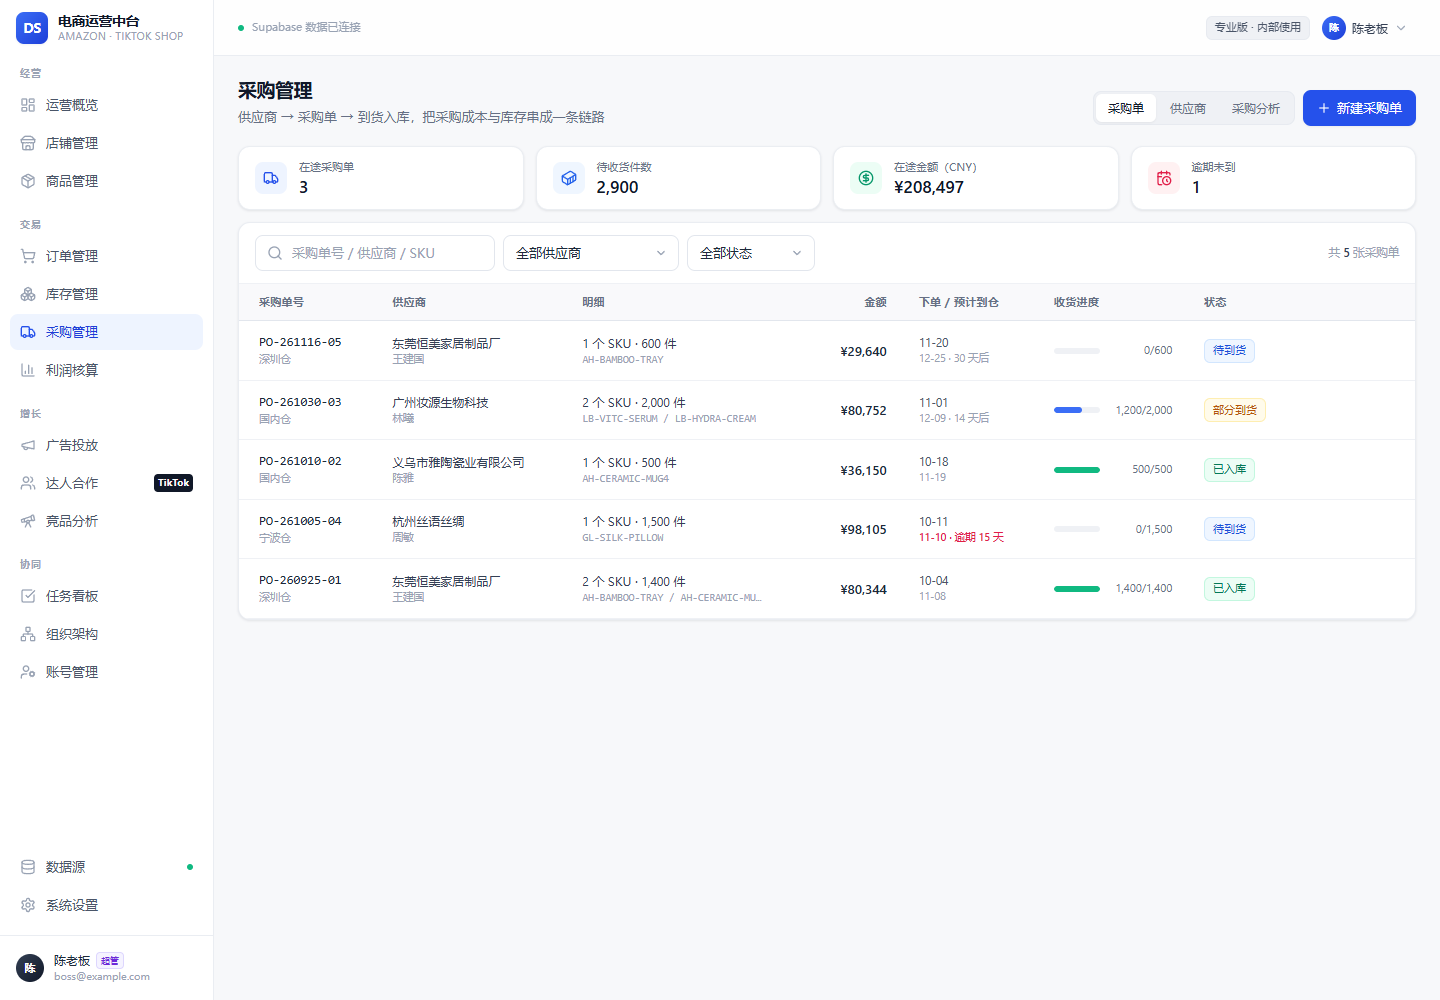 DS
电商运营中台
AMAZON · TIKTOK SHOP
经营
运营概览
店铺管理
商品管理
交易
订单管理
库存管理
采购管理
利润核算
增长
广告投放
达人合作 TikTok
竞品分析
协同
任务看板
组织架构
账号管理
数据源
系统设置
陈 陈老板 超管
boss@example.com
Supabase 数据已连接
专业版 · 内部使用
陈 陈老板
采购管理
供应商 → 采购单 → 到货入库，把采购成本与库存串成一条链路
采购单 供应商 采购分析
新建采购单
在途采购单
3
待收货件数
2,900
在途金额（CNY）
¥208,497
逾期未到
1
采购单号 / 供应商 / SKU 全部供应商 全部状态 共 5 张采购单
采购单号 供应商 明细 金额 下单 / 预计到仓 收货进度 状态
PO-261116-05 东莞恒美家居制品厂 1 个 SKU · 600 件 ¥29,640 11-20 0/600 待到货
深圳仓 王建国 AH-BAMBOO-TRAY 12-25 · 30 天后
PO-261030-03 广州妆源生物科技 2 个 SKU · 2,000 件 ¥80,752 11-01 1,200/2,000 部分到货
国内仓 林曦 LB-VITC-SERUM / LB-HYDRA-CREAM 12-09 · 14 天后
PO-261010-02 义乌市雅陶瓷业有限公司 1 个 SKU · 500 件 ¥36,150 10-18 500/500 已入库
国内仓 陈雅 AH-CERAMIC-MUG4 11-19
PO-261005-04 杭州丝语丝绸 1 个 SKU · 1,500 件 ¥98,105 10-11 0/1,500 待到货
宁波仓 周敏 GL-SILK-PILLOW 11-10 · 逾期 15 天
PO-260925-01 东莞恒美家居制品厂 2 个 SKU · 1,400 件 ¥80,344 10-04 1,400/1,400 已入库
深圳仓 王建国 AH-BAMBOO-TRAY / AH-CERAMIC-MU… 11-08